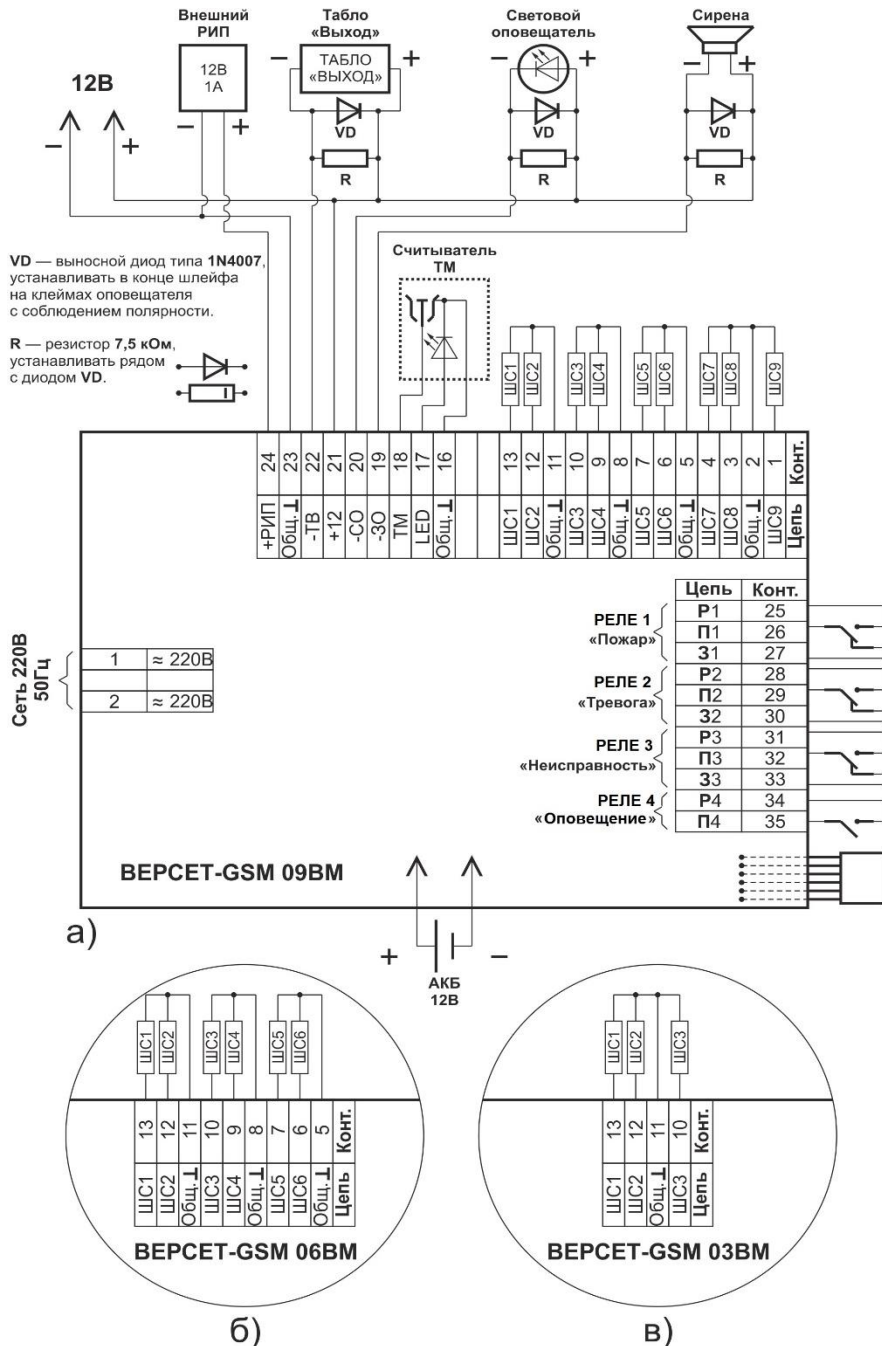 Внешний
РИП
Табло
«Выход»
Световой
оповещатель
Сирена
12В
1А
ТАБЛО
«ВЫХОД»
12В
− +
− +
− +
− +
− +
VD
VD
VD
R
R
R
VD — выносной диод типа 1N4007,
устанавливать в конце шлейфа
на клеймах оповещателя
с соблюдением полярности.
R — резистор 7,5 кОм,
устанавливать рядом
с диодом VD.
Считыватель
ТМ
ШС1 ШС2 ШС3 ШС4 ШС5 ШС6 ШС7 ШС8 ШС9
24 23 22 21 20 19 18 17 16 13 12 11 10 9 8 7 6 5 4 3 2 1 Конт.
+РИП Общ. -ТВ +12 -СО -ЗО ТМ LED Общ. ШС1 ШС2 Общ. ШС3 ШС4 Общ. ШС5 ШС6 Общ. ШС7 ШС8 Общ. ШС9 Цепь
Сеть 220В
50Гц
1 ≈ 220В
2 ≈ 220В
Цепь Конт.
РЕЛЕ 1
«Пожар»
Р1 25
П1 26
З1 27
РЕЛЕ 2
«Тревога»
Р2 28
П2 29
З2 30
РЕЛЕ 3
«Неисправность»
Р3 31
П3 32
З3 33
РЕЛЕ 4
«Оповещение»
Р4 34
П4 35
ВЕРСЕТ-GSM 09ВМ
а)
+ −
АКБ
12В
ШС1 ШС2 ШС3 ШС4 ШС5 ШС6
13 12 11 10 9 8 7 6 5 Конт.
ШС1 ШС2 Общ. ШС3 ШС4 Общ. ШС5 ШС6 Общ. Цепь
ВЕРСЕТ-GSM 06ВМ
б)
ШС1 ШС2 ШС3
13 12 11 10 Конт.
ШС1 ШС2 Общ. ШС3 Цепь
ВЕРСЕТ-GSM 03ВМ
в)